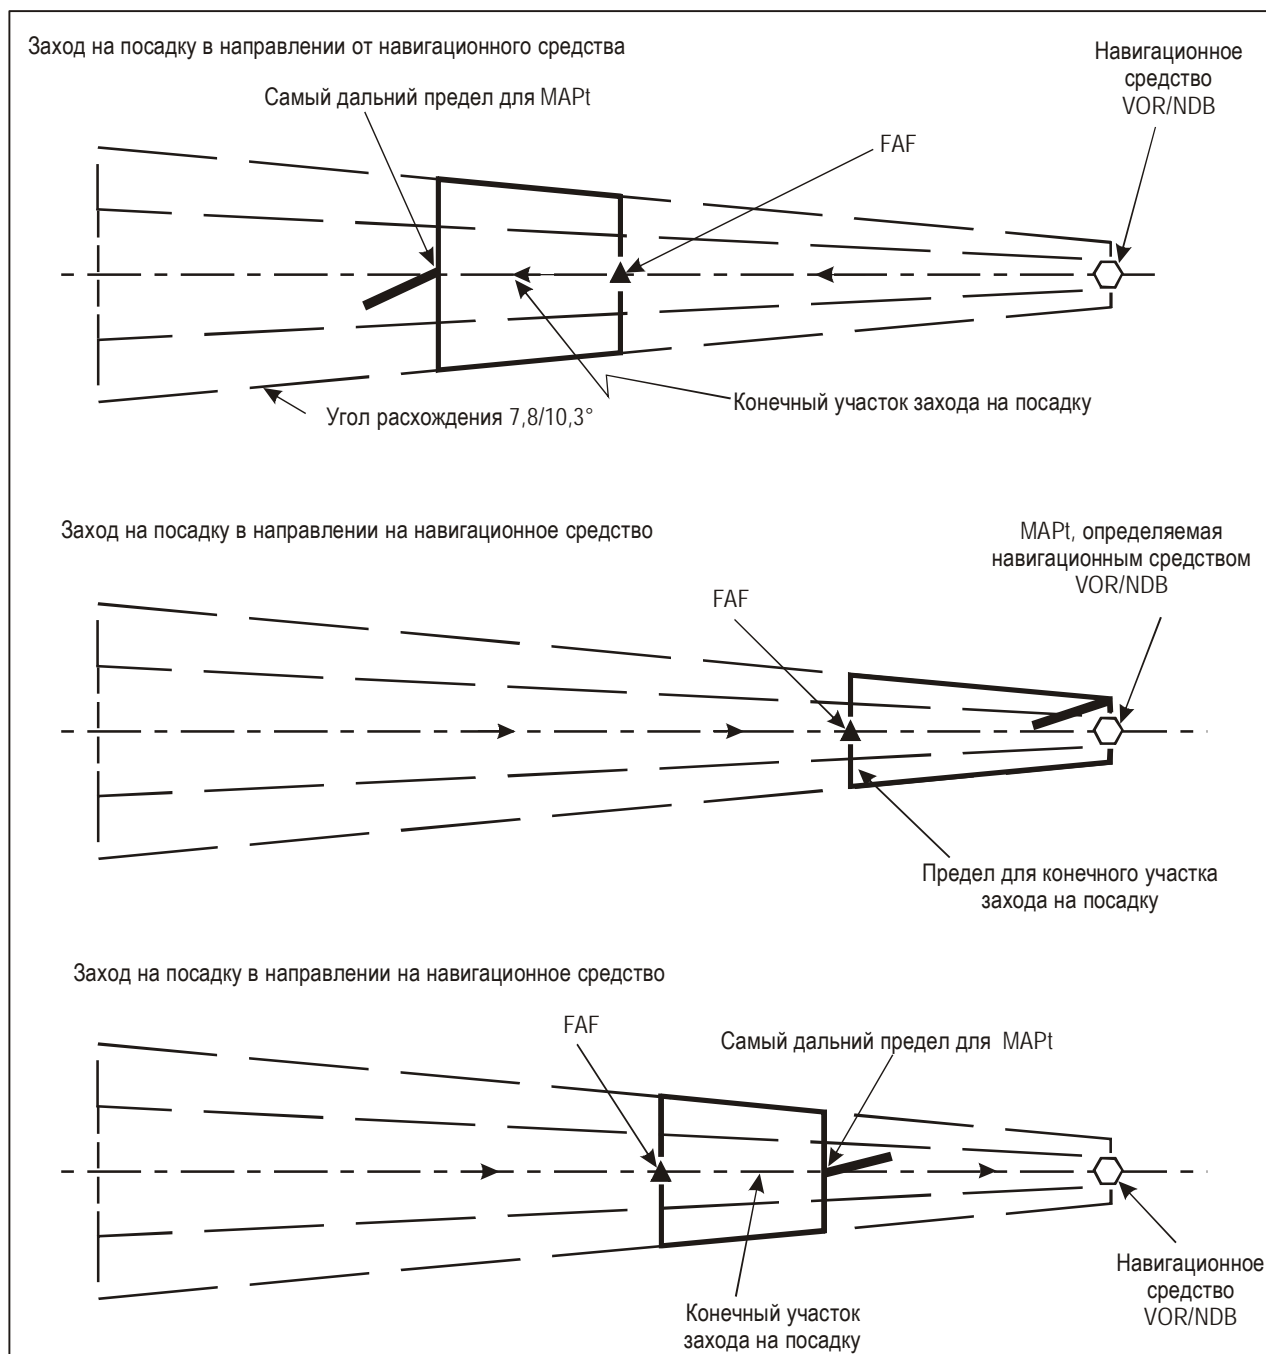 Заход на посадку в направлении от навигационного средства
Навигационное
средство
VOR/NDB
Самый дальний предел для MAPt
FAF
Угол расхождения 7,8/10,3°
Конечный участок захода на посадку
Заход на посадку в направлении на навигационное средство
MAPt, определяемая
навигационным средством
VOR/NDB
FAF
Предел для конечного участка
захода на посадку
Заход на посадку в направлении на навигационное средство
FAF
Самый дальний предел для MAPt
Конечный участок
захода на посадку
Навигационное
средство
VOR/NDB